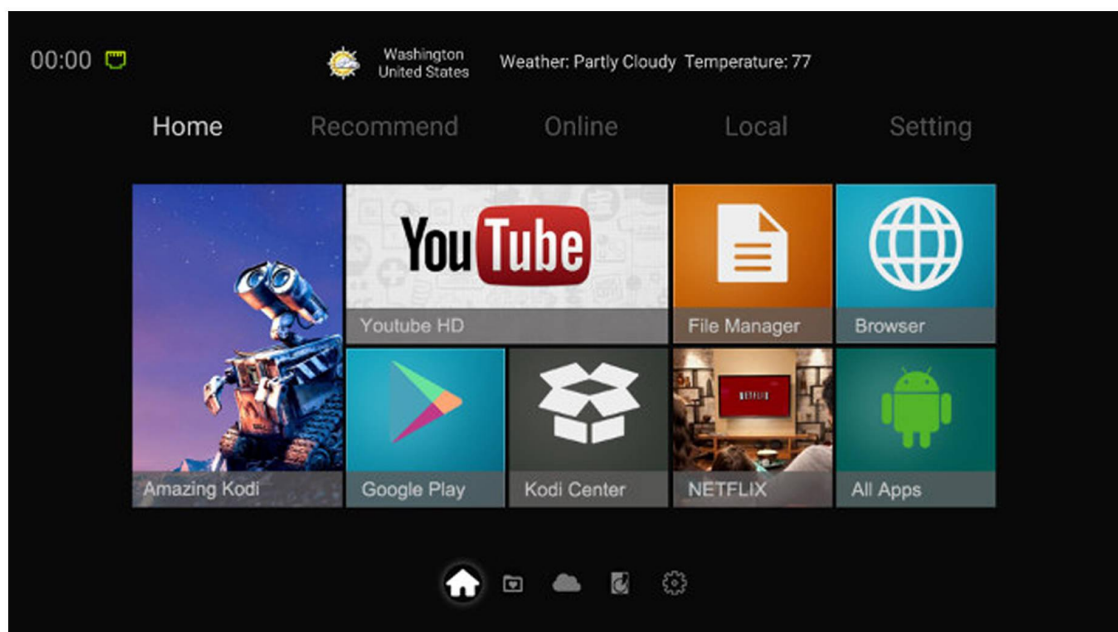 00:00
Washington
United States
Weather: Partly Cloudy Temperature: 77
Home
Recommend
Online
Local
Setting
YouTube
Youtube HD
File Manager
Browser
NETFLIX
Amazing Kodi
Google Play
Kodi Center
NETFLIX
All Apps